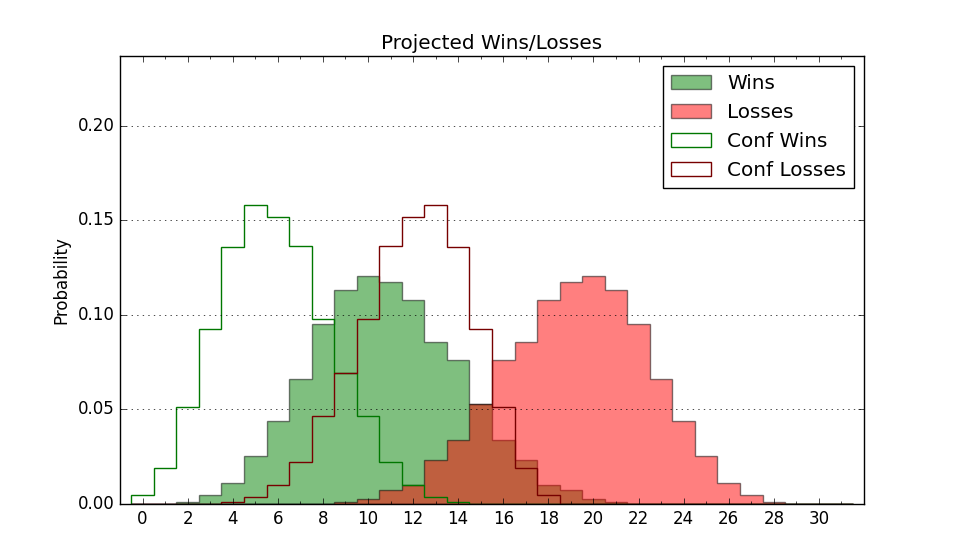 Projected Wins/Losses
Wins
Losses
Conf Wins
Conf Losses
Probability
0.20
0.15
0.10
0.05
0.00
0 2 4 6 8 10 12 14 16 18 20 22 24 26 28 30